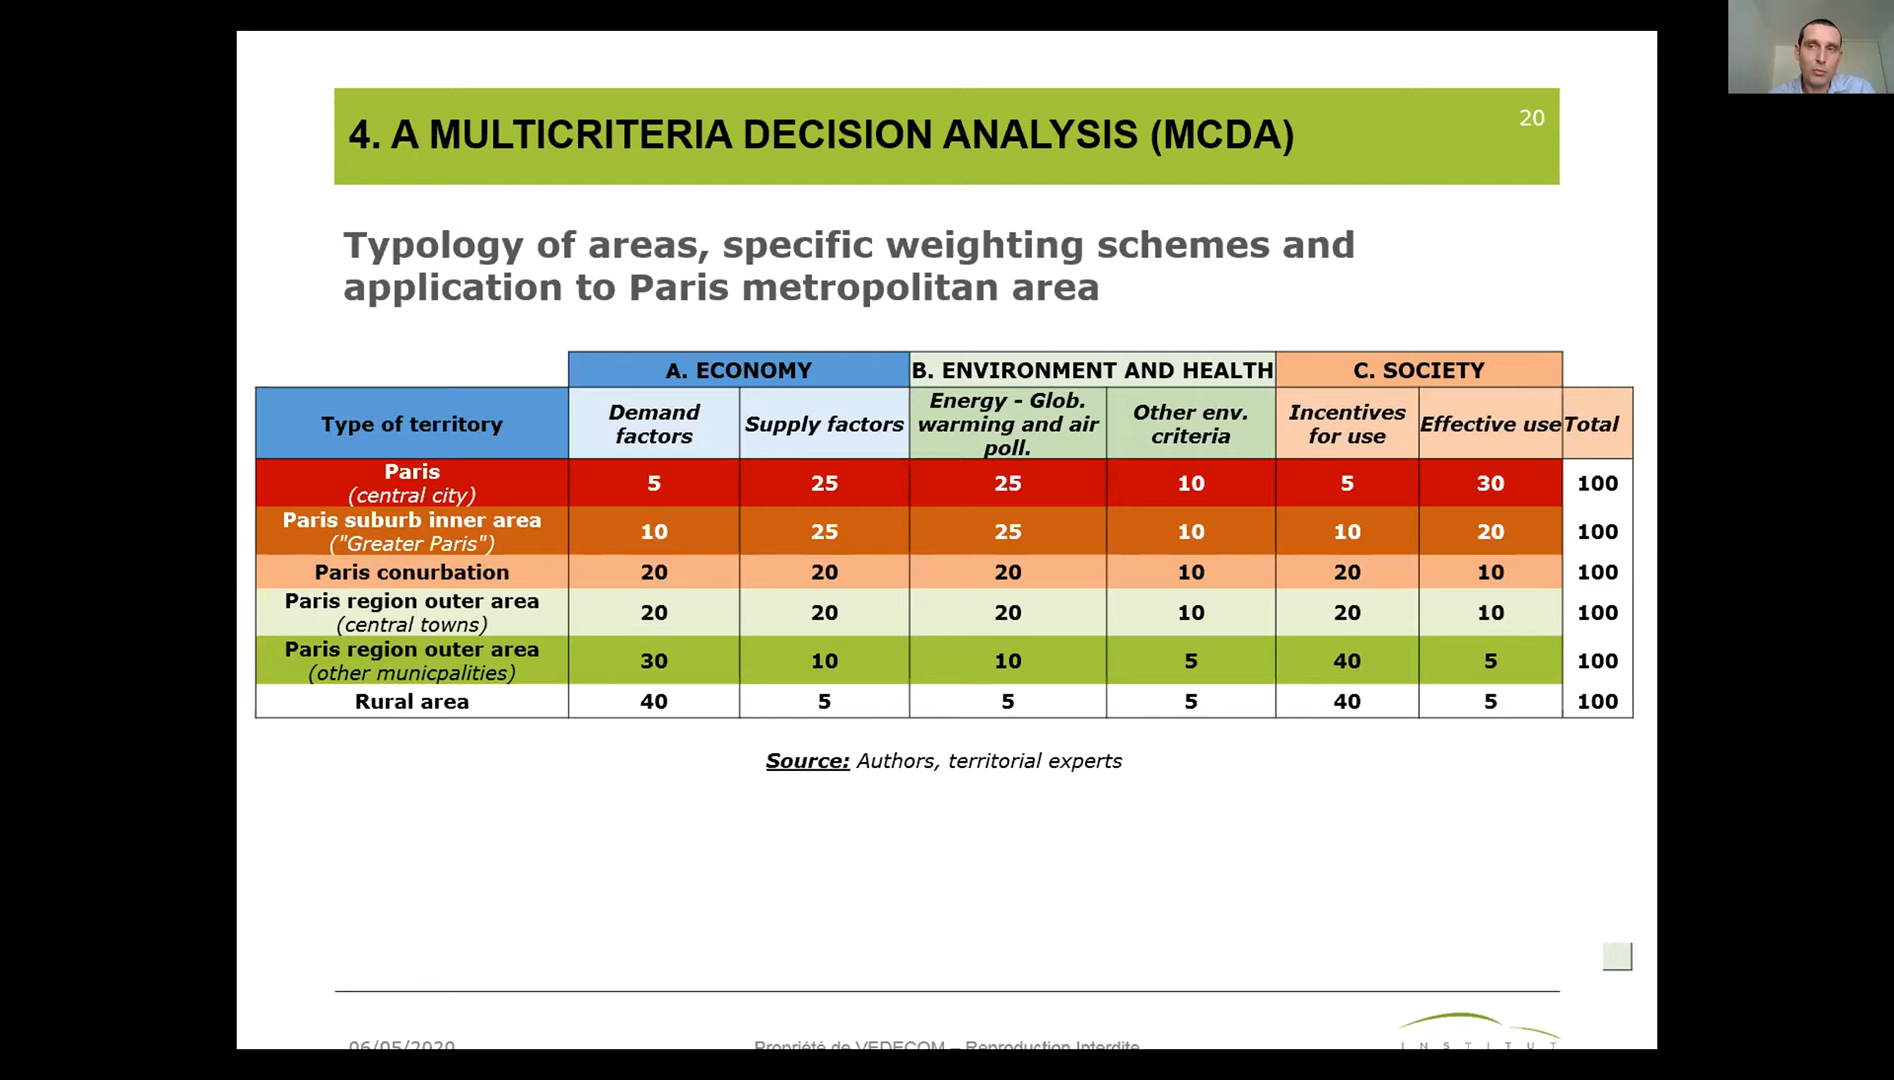 20
4. A MULTICRITERIA DECISION ANALYSIS (MCDA)
Typology of areas, specific weighting schemes and
application to Paris metropolitan area
A. ECONOMY B. ENVIRONMENT AND HEALTH C. SOCIETY
Type of territory Demand factors Supply factors Energy - Glob. warming and air poll. Other env. criteria Incentives for use Effective use Total
Paris
(central city) 5 25 25 10 5 30 100
Paris suburb inner area
("Greater Paris") 10 25 25 10 10 20 100
Paris conurbation 20 20 20 10 20 10 100
Paris region outer area
(central towns) 20 20 20 10 20 10 100
Paris region outer area
(other municpalities) 30 10 10 5 40 5 100
Rural area 40 5 5 5 40 5 100
Source: Authors, territorial experts
06/05/2020 Propriété de VEDECOM – Reproduction Interdite INSTITUT